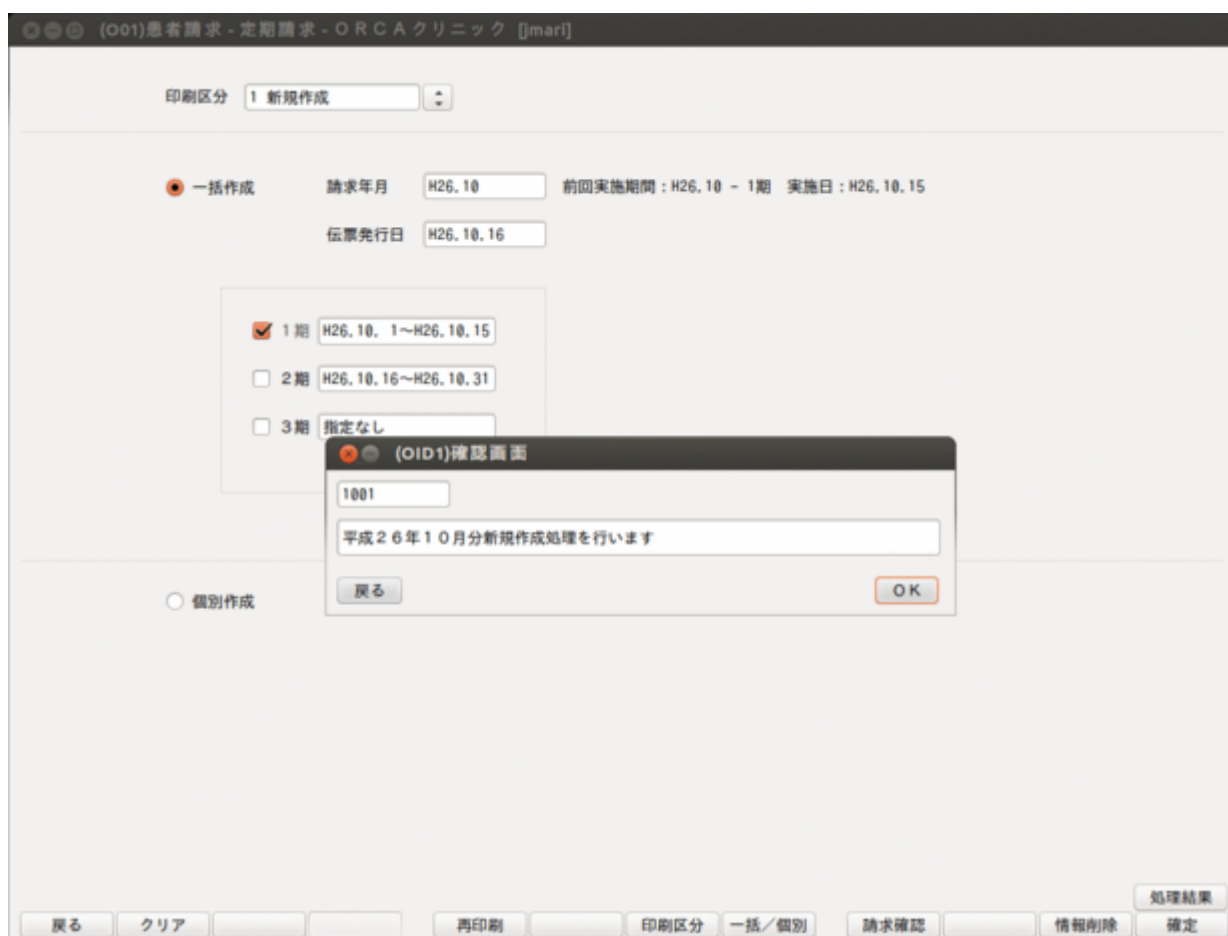 (O01)患者請求-定期請求-ＯＲＣＡクリニック [jmari]
印刷区分 1 新規作成
一括作成 請求年月 H26.10 前回実施期間：H26.10 - 1期 実施日：H26.10.15
伝票発行日 H26.10.16
1期 H26.10. 1～H26.10.15
2期 H26.10.16～H26.10.31
3期 指定なし
(OID1)確認画面
1001
平成２６年１０月分新規作成処理を行います
戻る OK
個別作成
処理結果
戻る クリア 再印刷 印刷区分 一括／個別 請求確認 情報削除 確定